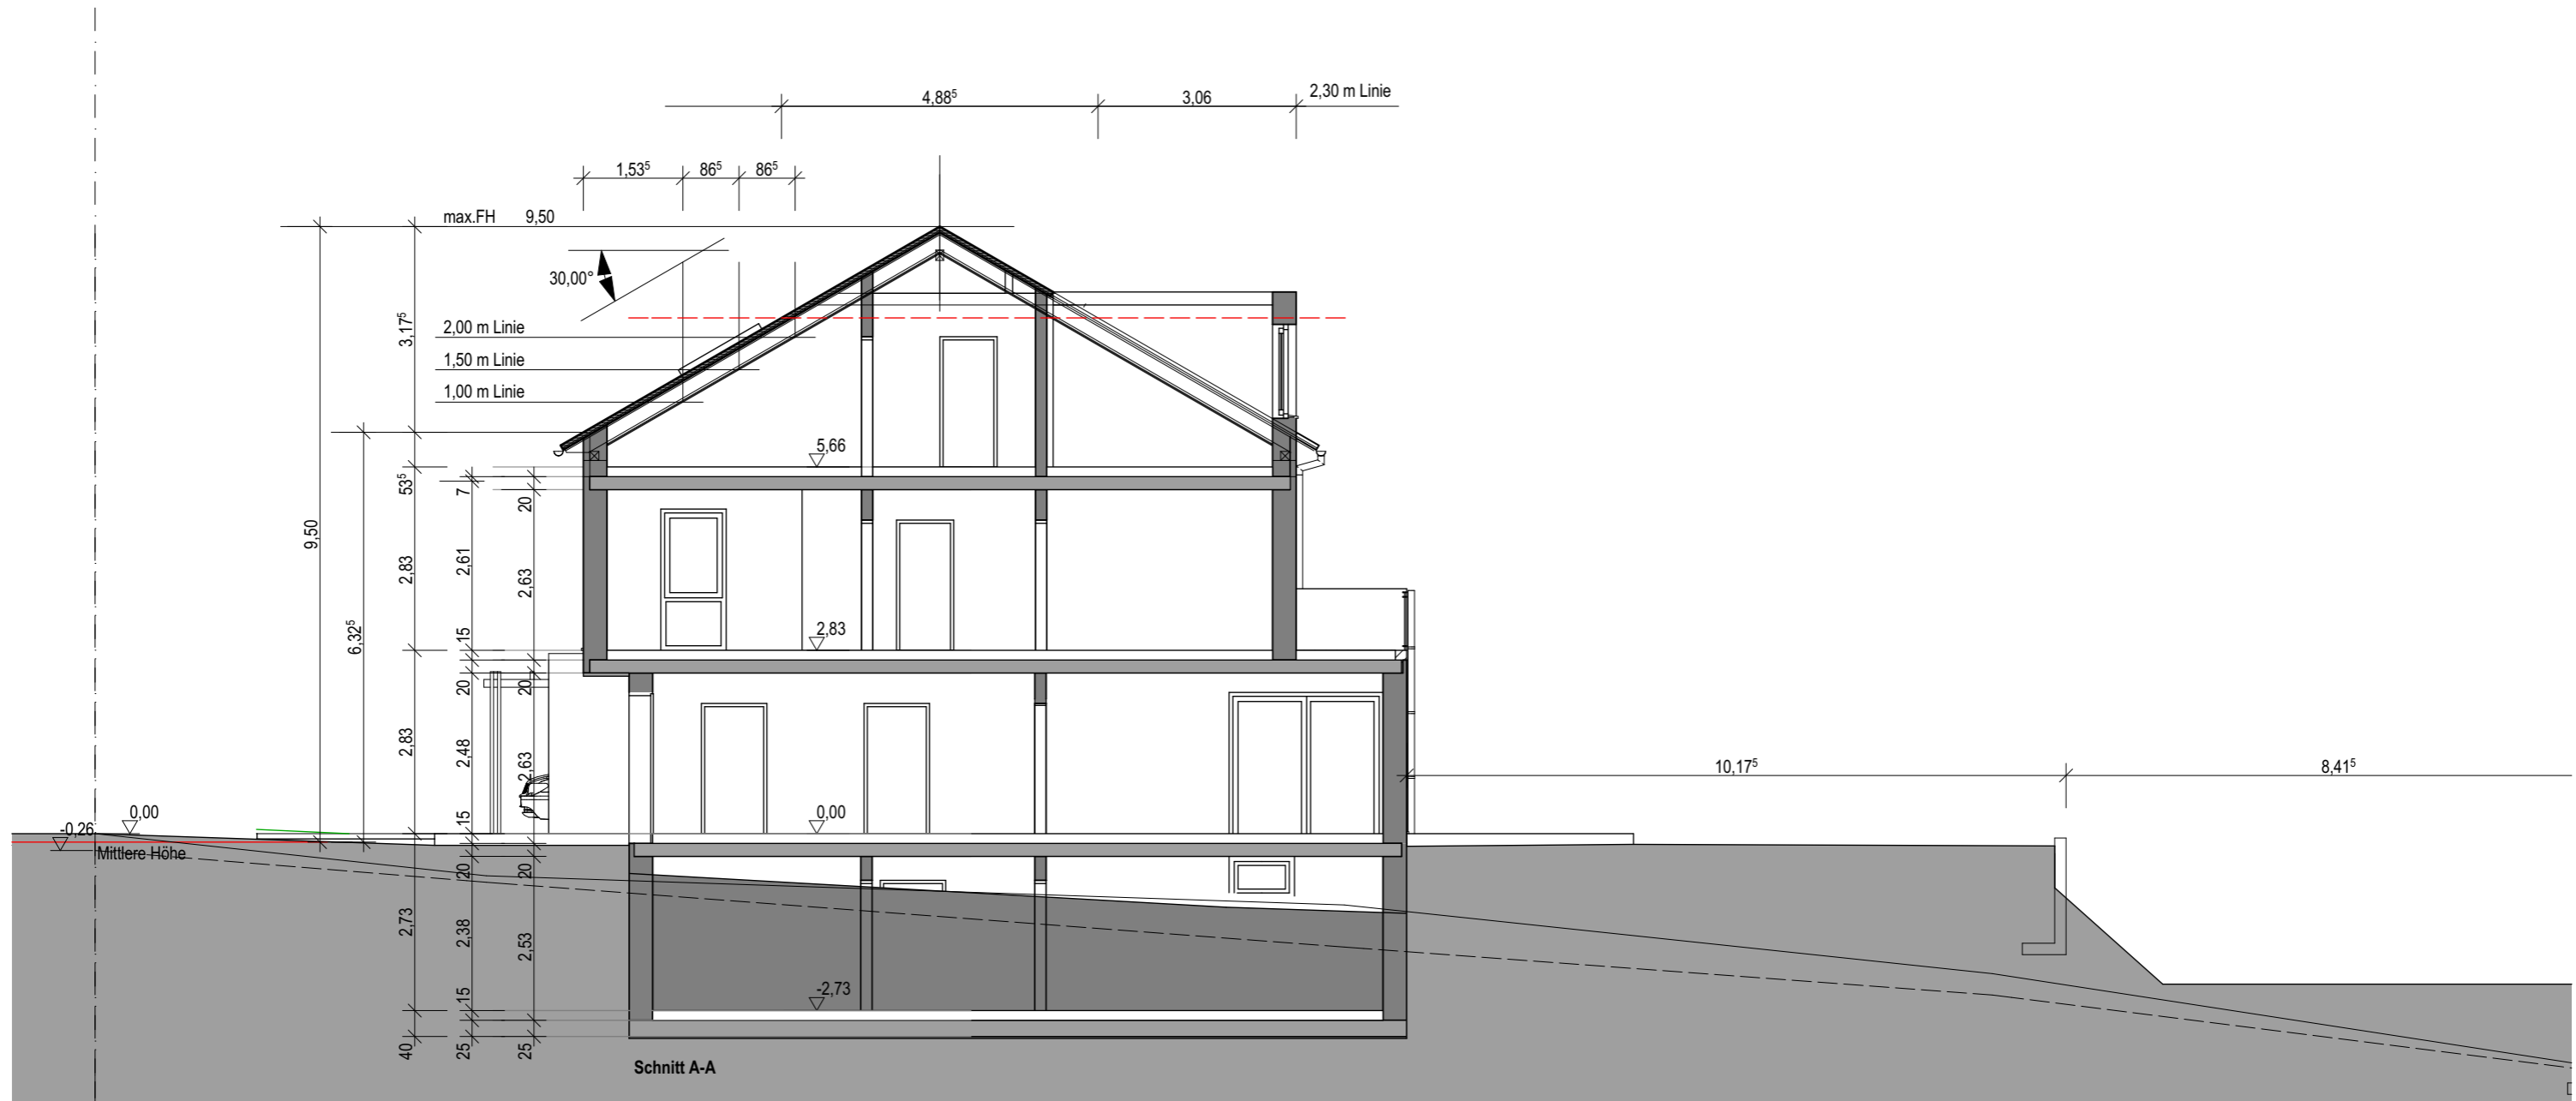 4,88⁵ 3,06 2,30 m Linie
1,53⁵ 86⁵ 86⁵
max.FH 9,50
30,00°
2,00 m Linie
1,50 m Linie
1,00 m Linie
3,17⁵
5,66
53⁵ 7 20
9,50
2,83 2,61 2,63
6,32⁵
15 2,83
20 20
2,83 2,48 2,63
10,17⁵ 8,41⁵
15
0,00 0,00
-0,26
Mittlere Höhe
20 20
2,73 2,38 2,53
15 -2,73
40 25 25
Schnitt A-A